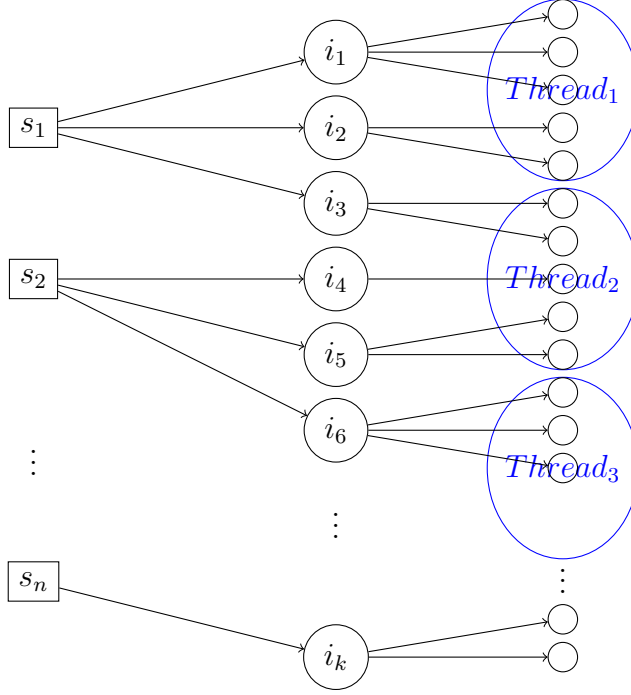 i₁
Thread₁
s₁
i₂
i₃
s₂
i₄
Thread₂
i₅
i₆
⋮
Thread₃
⋮
sₙ
⋮
iₖ